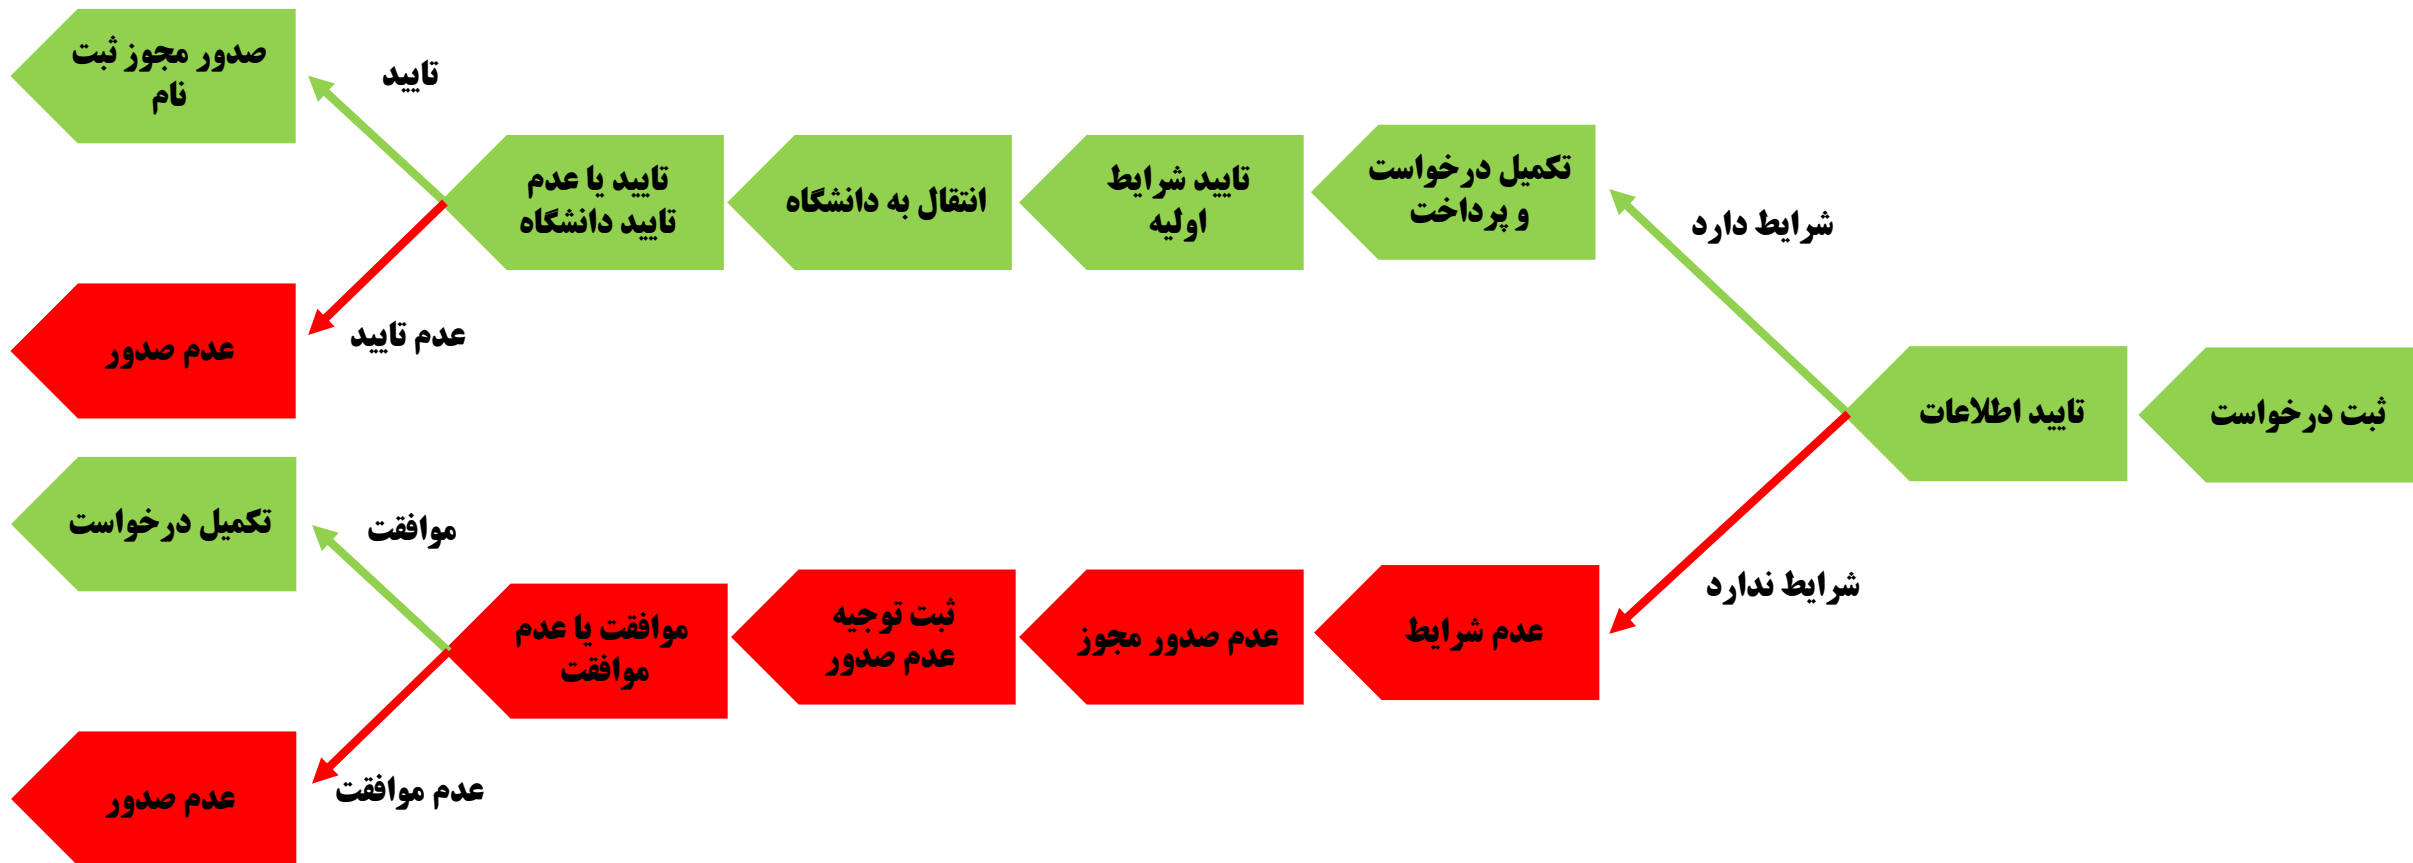 ثبت درخواست
تایید اطلاعات
شرایط دارد
تکمیل درخواست
و پرداخت
تایید شرایط
اولیه
انتقال به دانشگاه
تایید یا عدم
تایید دانشگاه
تایید
صدور مجوز ثبت
نام
عدم تایید
عدم صدور
شرایط ندارد
عدم شرایط
عدم صدور مجوز
ثبت توجیه
عدم صدور
موافقت یا عدم
موافقت
موافقت
تکمیل درخواست
عدم موافقت
عدم صدور